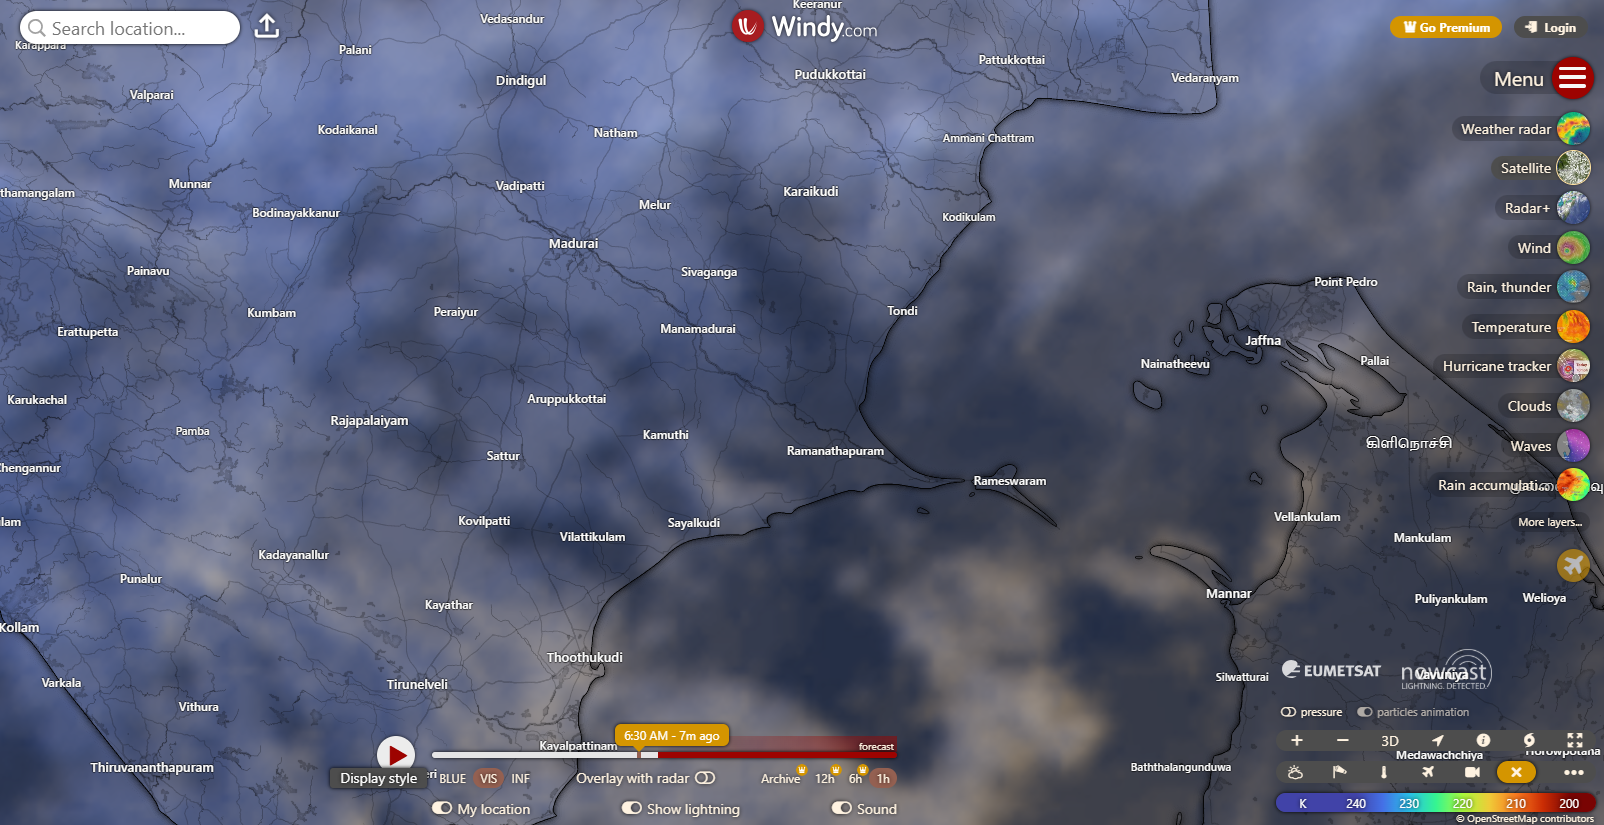 Keeranur
Vedasandur
Search location...
Windy.com
Go Premium
Login
Karappara
Palani
Dindigul
Pudukkottai
Pattukkottai
Vedaranyam
Menu
Valparai
Kodaikanal
Natham
Ammani Chattram
Weather radar
Satellite
thamangalam
Munnar
Vadipatti
Karaikudi
Bodinayakkanur
Melur
Kodikulam
Radar+
Madurai
Wind
Painavu
Sivaganga
Point Pedro
Rain, thunder
Kumbam
Peraiyur
Tondi
Erattupetta
Manamadurai
Jaffna
Temperature
Nainatheevu
Pallai
Hurricane tracker
Karukachal
Aruppukkottai
Clouds
Pamba
Rajapalaiyam
Kamuthi
Ramanathapuram
கிளிநொச்சி
Waves
Chengannur
Sattur
Rameswaram
Rain accumulati...
lam
Kovilpatti
Sayalkudi
Vellankulam
More layers...
Vilattikulam
Mankulam
Kadayanallur
Punalur
Kayathar
Mannar
Puliyankulam
Welioya
Kollam
Thoothukudi
Varkala
Tirunelveli
Silwatturai
EUMETSAT
nowcast
Vavuniya
LIGHTNING. DETECTED.
Vithura
pressure
particles animation
6:30 AM - 7m ago
Kayalpattinam
forecast
3D
Medawachchiya
Horowpotana
Thiruvananthapuram
Baththalangunduwa
Display style
eri
BLUE
VIS
INF
Overlay with radar
Archive
12h
6h
1h
My location
Show lightning
Sound
K 240 230 220 210 200
© OpenStreetMap contributors